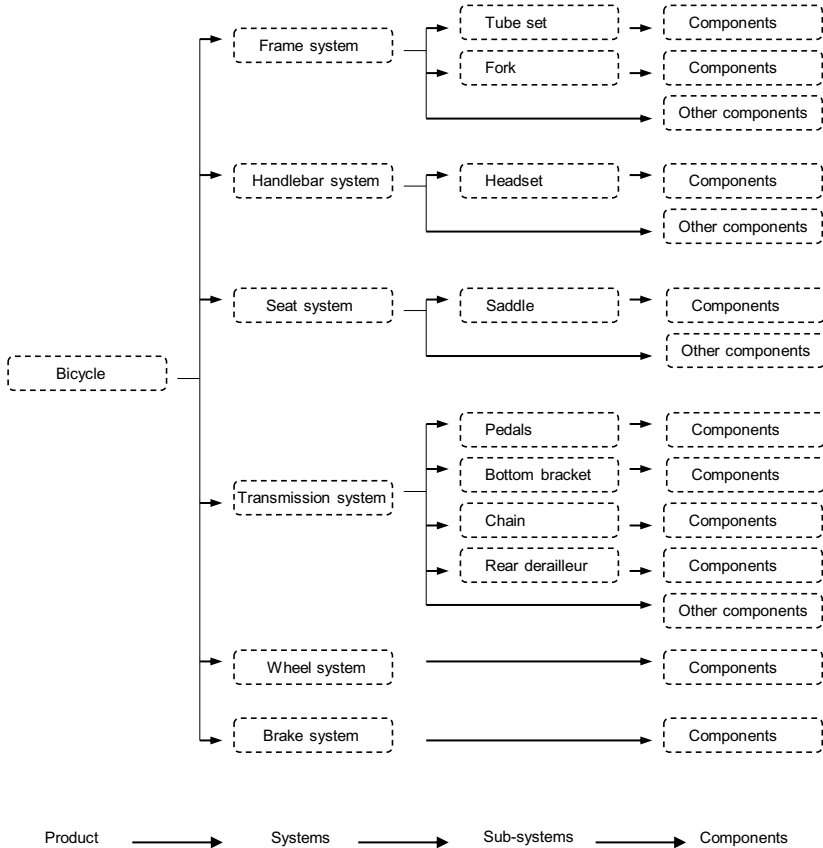 Tube set
Components
Frame system
Fork
Components
Other components
Handlebar system
Headset
Components
Other components
Seat system
Saddle
Components
Other components
Bicycle
Pedals
Components
Bottom bracket
Components
Transmission system
Chain
Components
Rear derailleur
Components
Other components
Wheel system
Components
Brake system
Components
Product
Systems
Sub-systems
Components